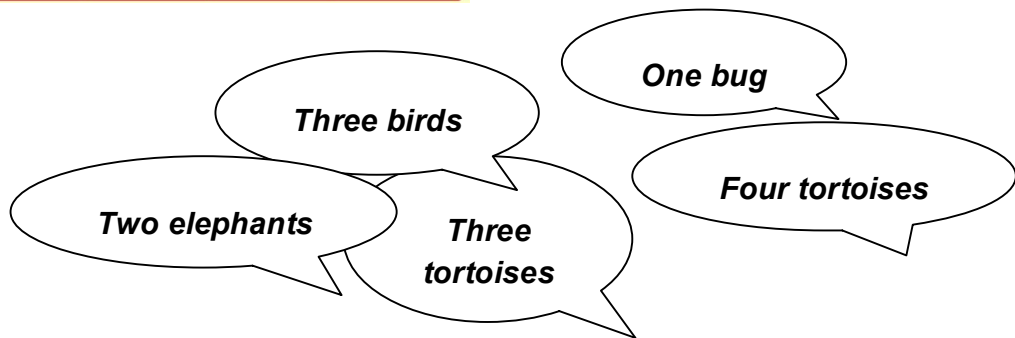 One bug
Three birds
Four tortoises
Two elephants
Three
tortoises